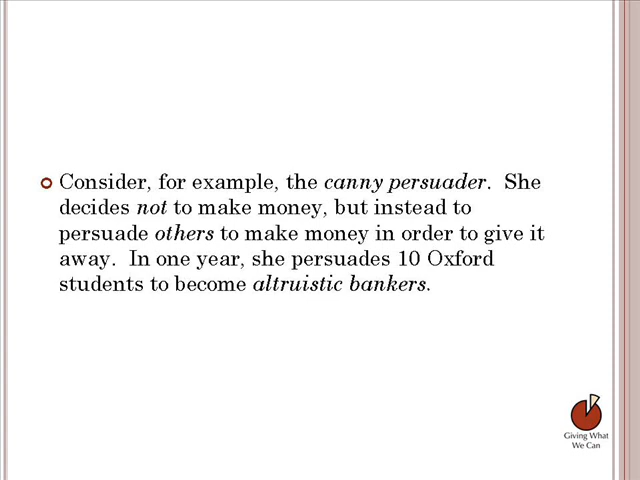 Consider, for example, the canny persuader. She
decides not to make money, but instead to
persuade others to make money in order to give it
away. In one year, she persuades 10 Oxford
students to become altruistic bankers.
Giving What
We Can